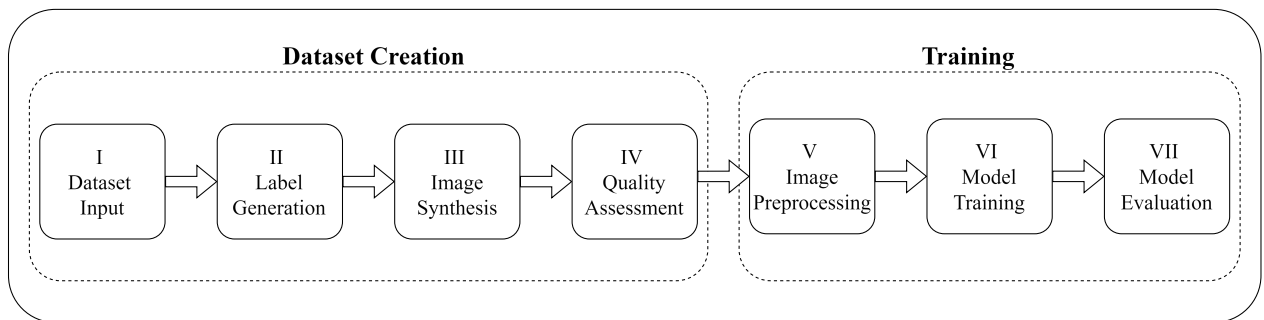 Dataset Creation
Training
I
Dataset
Input
II
Label
Generation
III
Image
Synthesis
IV
Quality
Assessment
V
Image
Preprocessing
VI
Model
Training
VII
Model
Evaluation